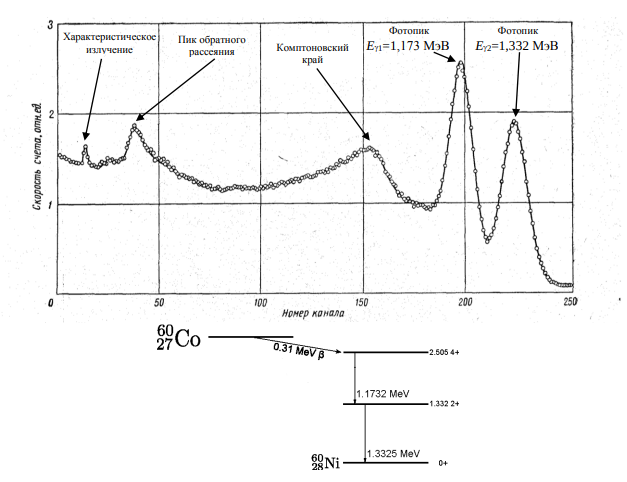 3
2
1
0
50
100
150
200
250
Скорость счета, отн.ед.
Номер канала
Характеристическое
излучение
Пик обратного
рассеяния
Комптоновский
край
Фотопик
Eγ1=1,173 МэВ
Фотопик
Eγ2=1,332 МэВ
60
27Co
0.31 MeV β
2.505 4+
1.1732 MeV
1.332 2+
1.3325 MeV
60
28Ni
0+